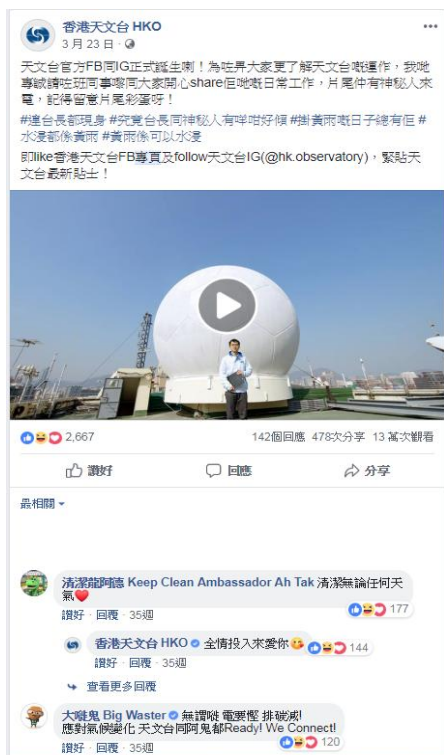 香港天文台 HKO
3 月 23 日 ·
天文台官方FB同IG正式誕生喇！為咗畀大家更了解天文台嘅運作，我哋
專誠請咗班同事嚟同大家開心share佢哋嘅日常工作，片尾仲有神秘人來
電，記得留意片尾彩蛋呀！
#連台長都現身 #究竟台長同神秘人有咩咁好傾 #掛黃雨嘅日子總有佢 #
水浸都係黃雨 #黃雨係可以水浸
即like香港天文台FB專頁及follow天文台IG(@hk.observatory)，緊貼天
文台最新貼士！
2,667
142個回應 478次分享 13 萬次觀看
讚好 回應 分享
最相關
清潔龍阿德 Keep Clean Ambassador Ah Tak 清潔無論任何天
氣
177
讚好 · 回覆 · 35週
香港天文台 HKO 全情投入來愛你
144
讚好 · 回覆 · 35週
查看更多回覆
大嘥鬼 Big Waster 無謂嘥 電要慳 排碳減!
應對氣候變化 天文台同阿鬼都Ready! We Connect!
120
讚好 · 回覆 · 35週